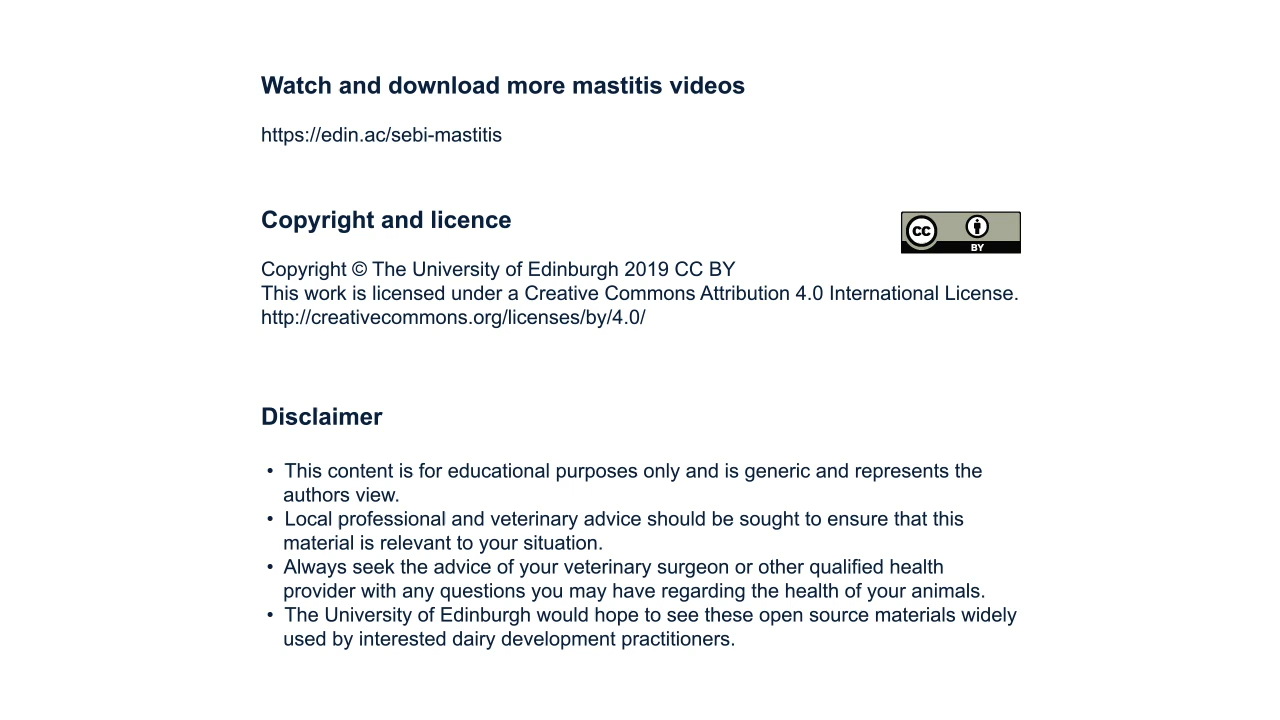 Watch and download more mastitis videos
https://edin.ac/sebi-mastitis
Copyright and licence
CC BY
Copyright © The University of Edinburgh 2019 CC BY
This work is licensed under a Creative Commons Attribution 4.0 International License.
http://creativecommons.org/licenses/by/4.0/
Disclaimer
• This content is for educational purposes only and is generic and represents the
authors view.
• Local professional and veterinary advice should be sought to ensure that this
material is relevant to your situation.
• Always seek the advice of your veterinary surgeon or other qualified health
provider with any questions you may have regarding the health of your animals.
• The University of Edinburgh would hope to see these open source materials widely
used by interested dairy development practitioners.